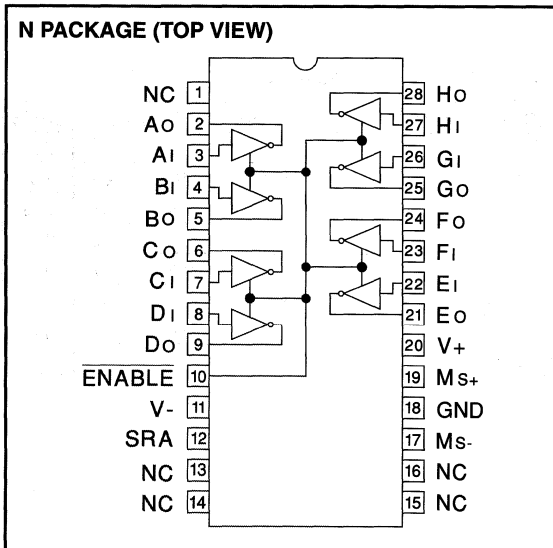 N PACKAGE (TOP VIEW)
NC 1
AO 2
AI 3
BI 4
BO 5
CO 6
CI 7
DI 8
DO 9
ENABLE 10
V- 11
SRA 12
NC 13
NC 14
28 HO
27 HI
26 GI
25 GO
24 FO
23 FI
22 EI
21 EO
20 V+
19 MS+
18 GND
17 MS-
16 NC
15 NC